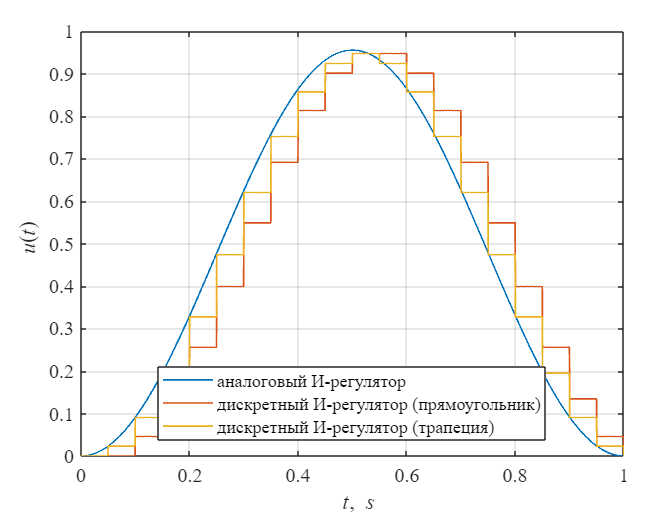 1
0.9
0.8
0.7
0.6
0.5
0.4
0.3
0.2
0.1
0
u(t)
аналоговый И-регулятор
дискретный И-регулятор (прямоугольник)
дискретный И-регулятор (трапеция)
0 0.2 0.4 0.6 0.8 1
t, s